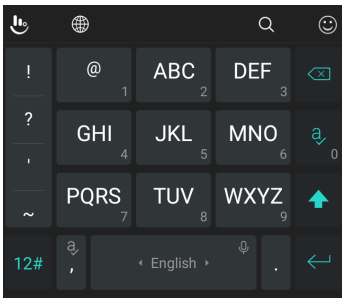 ! @ 1 ABC 2 DEF 3
? GHI 4 JKL 5 MNO 6 a 0
' PQRS 7 TUV 8 WXYZ 9
~
12# a , English .